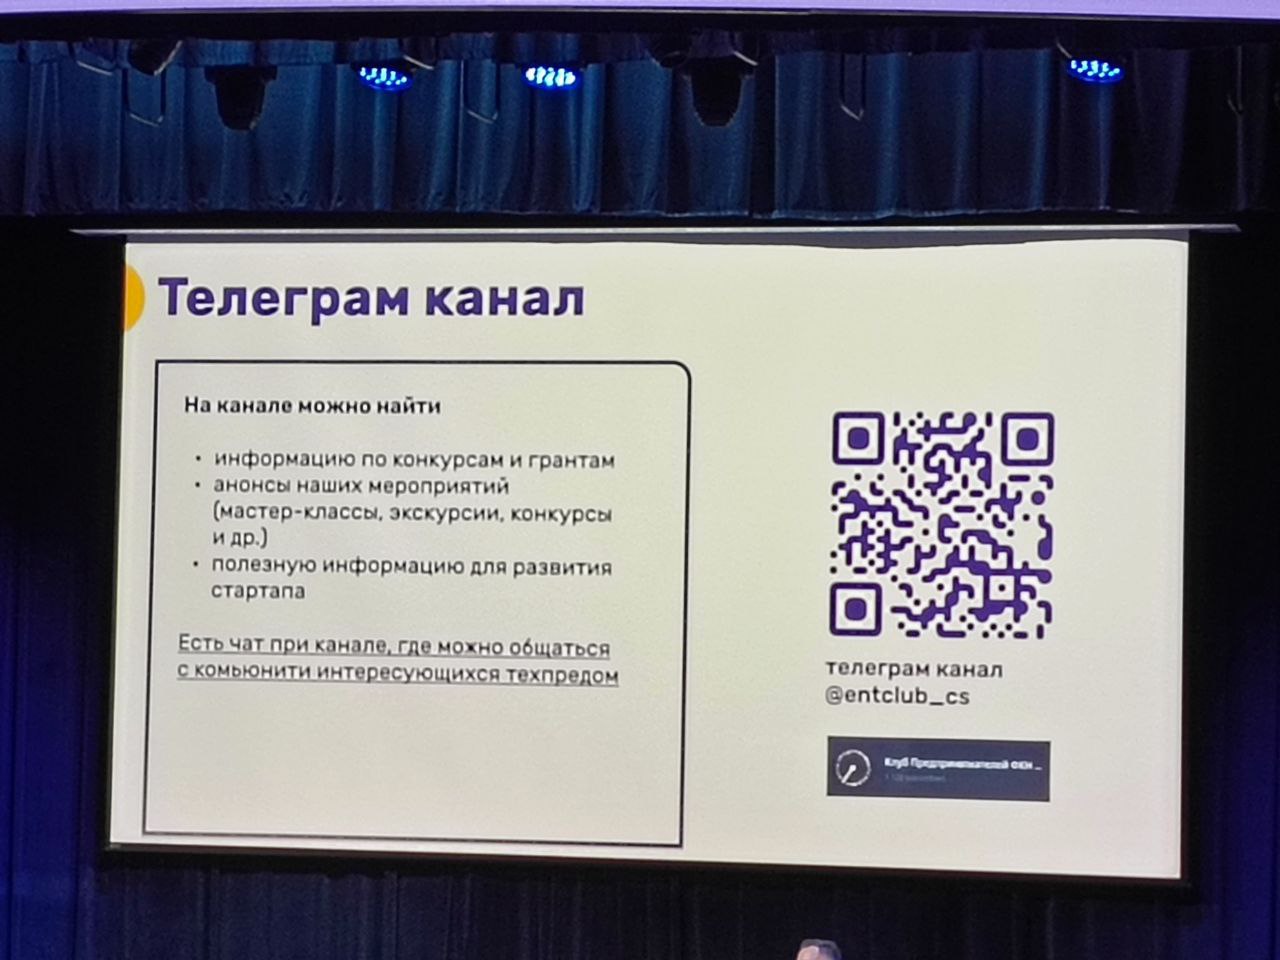 Телеграм канал
На канале можно найти
• информацию по конкурсам и грантам
• анонсы наших мероприятий
(мастер-классы, экскурсии, конкурсы
и др.)
• полезную информацию для развития
стартапа
Есть чат при канале, где можно общаться
с комьюнити интересующихся техпредом
телеграм канал
@entclub_cs
Клуб Предпринимателей ФКН ...